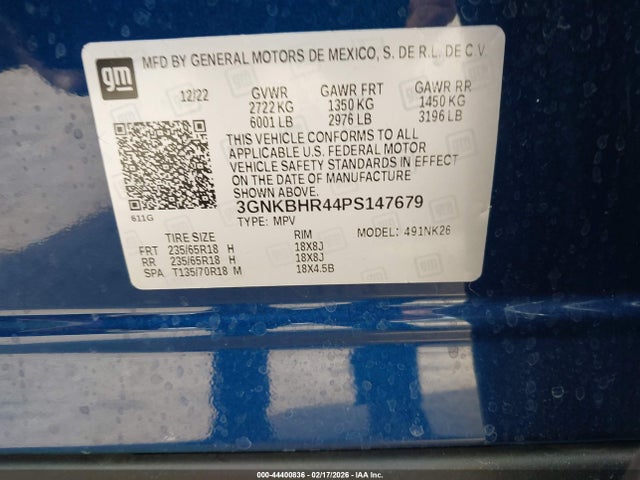 gm
MFD BY GENERAL MOTORS DE MEXICO, S. DE R.L. DE C.V.
12/22 GVWR GAWR FRT GAWR RR
2722 KG 1350 KG 1450 KG
6001 LB 2976 LB 3196 LB
THIS VEHICLE CONFORMS TO ALL
APPLICABLE U.S. FEDERAL MOTOR
VEHICLE SAFETY STANDARDS IN EFFECT
ON THE DATE OF MANUFACTURE
SHOWN ABOVE.
611G
3GNKBHR44PS147679
TYPE: MPV
TIRE SIZE RIM MODEL: 491NK26
FRT 235/65R18 H 18X8J
RR 235/65R18 H 18X8J
SPA T135/70R18 M 18X4.5B
000-44400836 - 02/17/2026 - IAA Inc.